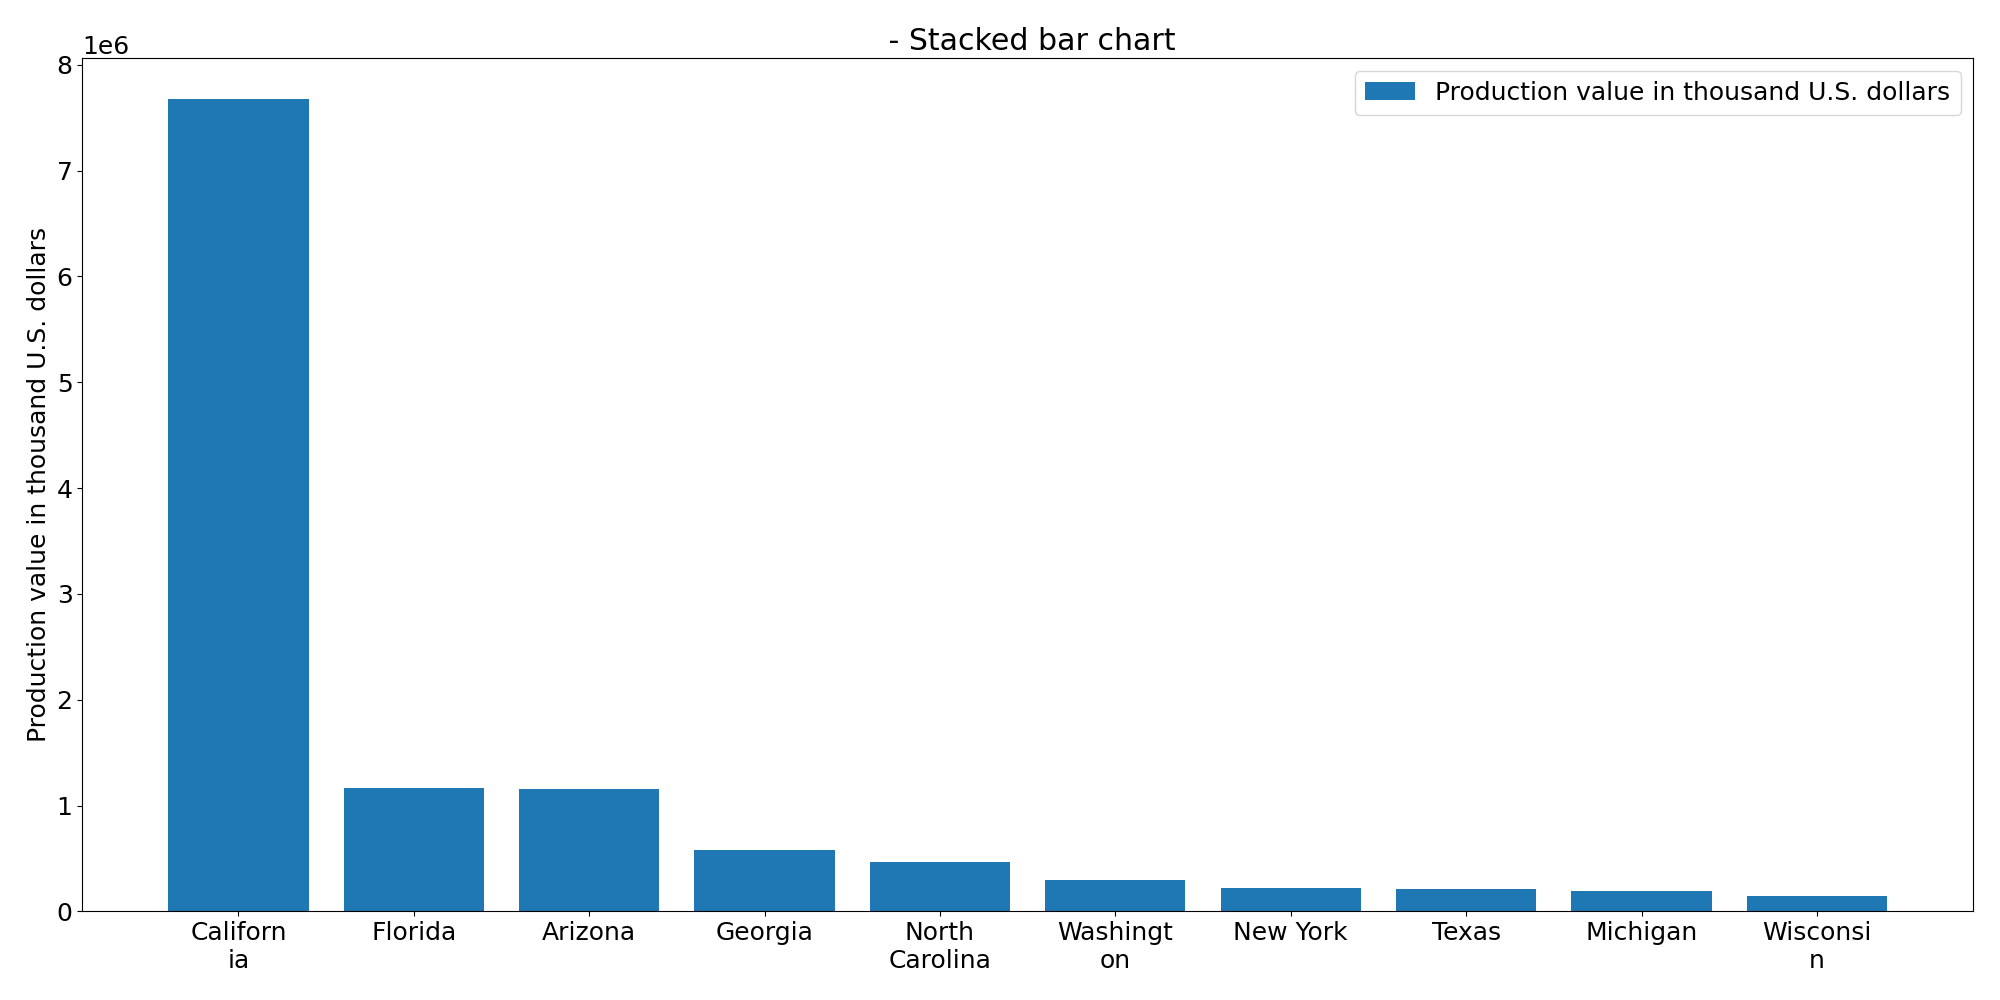 - Stacked bar chart
1e6
Production value in thousand U.S. dollars
Production value in thousand U.S. dollars
8
7
6
5
4
3
2
1
0
Californ
ia
Florida
Arizona
Georgia
North
Carolina
Washingt
on
New York
Texas
Michigan
Wisconsi
n